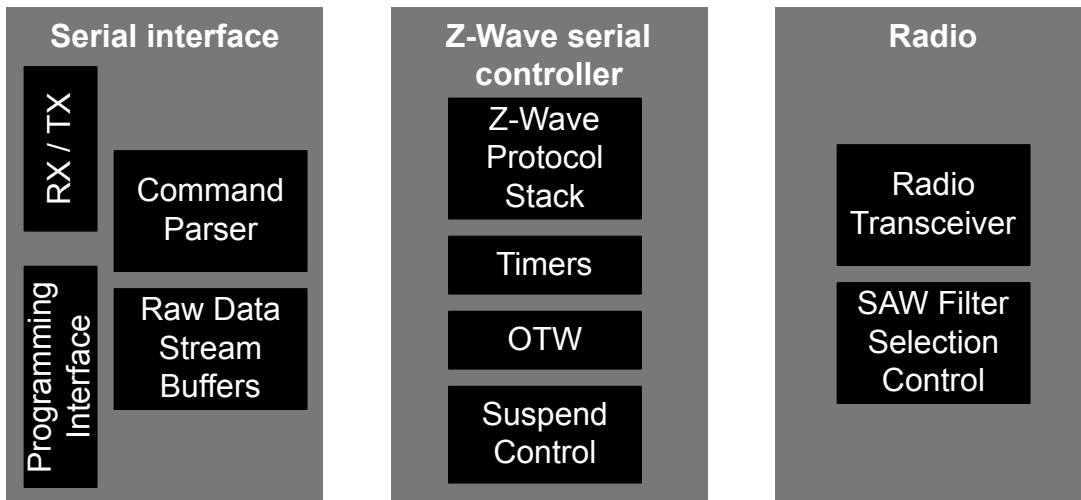 Serial interface
RX / TX
Command
Parser
Programming
Interface
Raw Data
Stream
Buffers
Z-Wave serial
controller
Z-Wave
Protocol
Stack
Timers
OTW
Suspend
Control
Radio
Radio
Transceiver
SAW Filter
Selection
Control